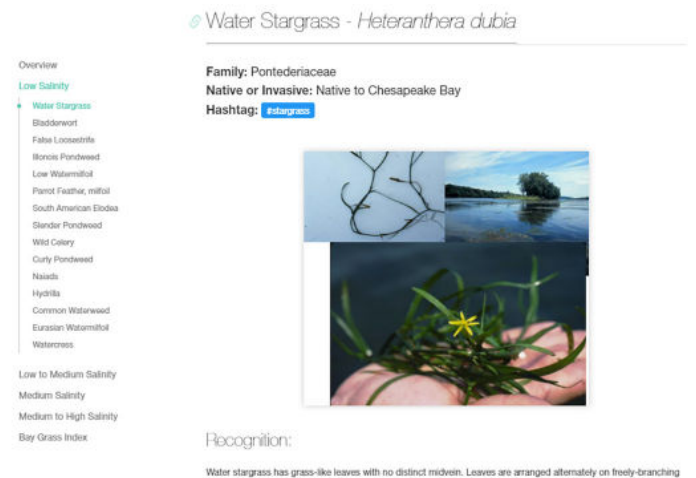 Water Stargrass - Heteranthera dubia
Overview
Low Salinity
Water Stargrass
Bladderwort
False Loosestrife
Illonois Pondweed
Low Watermilfoil
Parrot Feather, milfoil
South American Elodea
Slender Pondweed
Wild Celery
Curly Pondweed
Naiads
Hydrilla
Common Waterweed
Eurasian Watermilfoil
Watercress
Low to Medium Salinity
Medium Salinity
Medium to High Salinity
Bay Grass Index
Family: Pontederiaceae
Native or Invasive: Native to Chesapeake Bay
Hashtag: #stargrass
Recognition:
Water stargrass has grass-like leaves with no distinct midvein. Leaves are arranged alternately on freely-branching